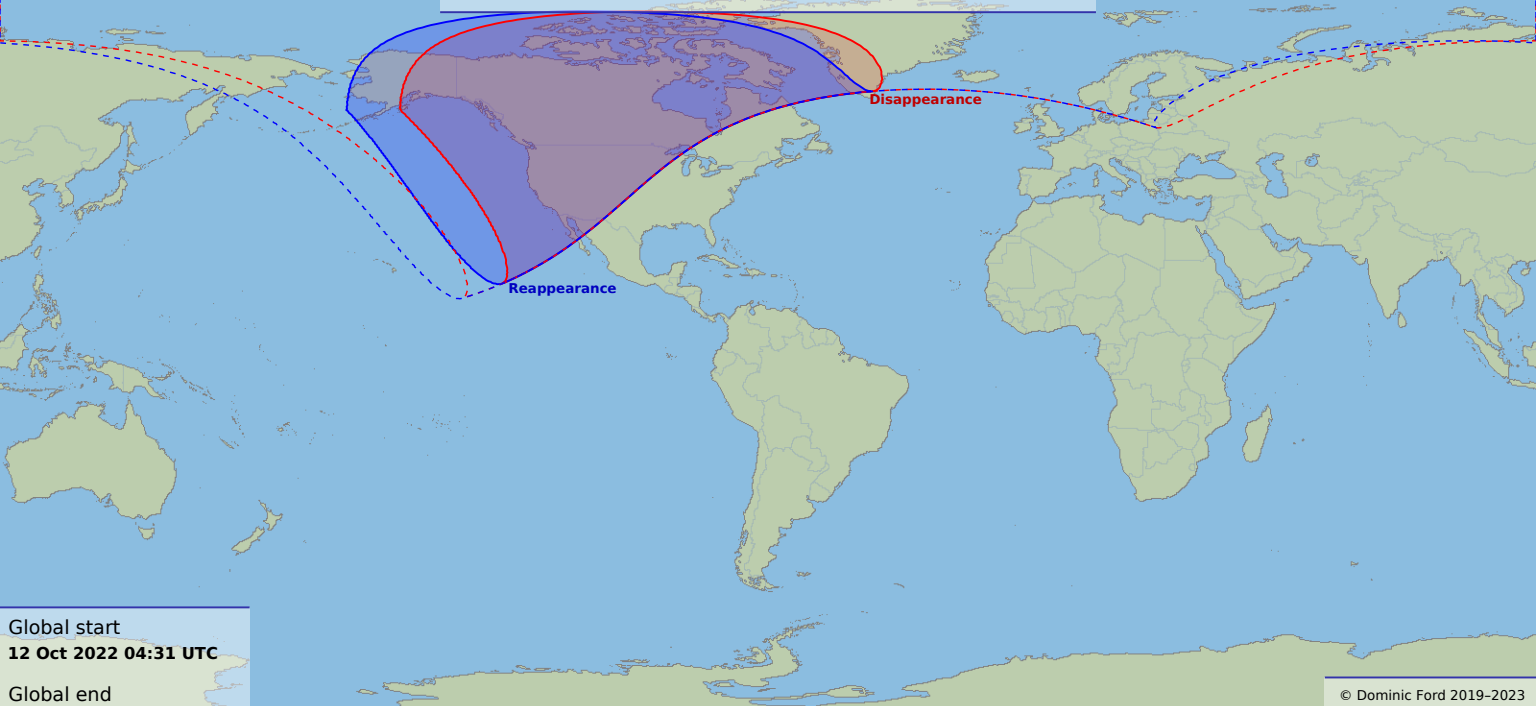 Disappearance
Reappearance
Global start
12 Oct 2022 04:31 UTC
Global end
© Dominic Ford 2019–2023